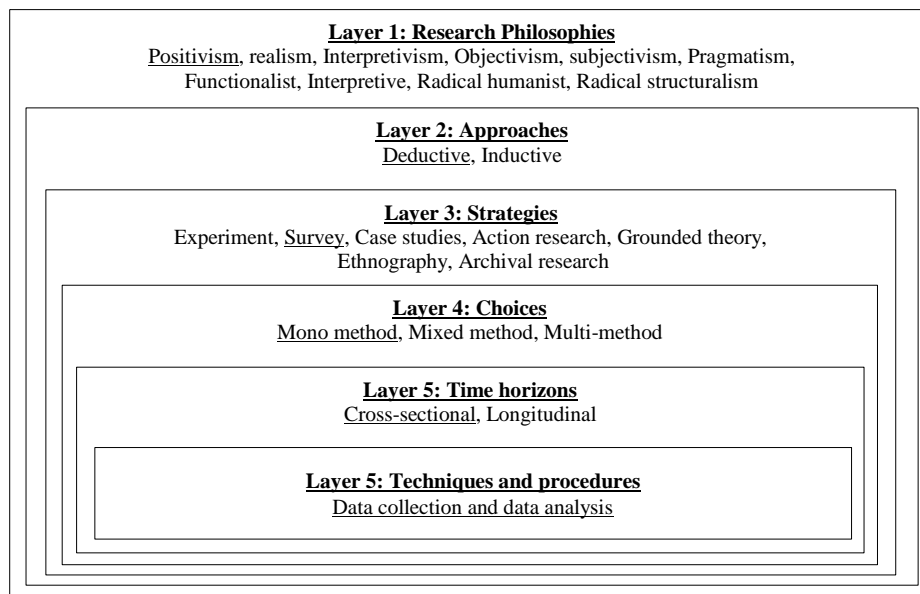 Layer 1: Research Philosophies
Positivism, realism, Interpretivism, Objectivism, subjectivism, Pragmatism,
Functionalist, Interpretive, Radical humanist, Radical structuralism
Layer 2: Approaches
Deductive, Inductive
Layer 3: Strategies
Experiment, Survey, Case studies, Action research, Grounded theory,
Ethnography, Archival research
Layer 4: Choices
Mono method, Mixed method, Multi-method
Layer 5: Time horizons
Cross-sectional, Longitudinal
Layer 5: Techniques and procedures
Data collection and data analysis